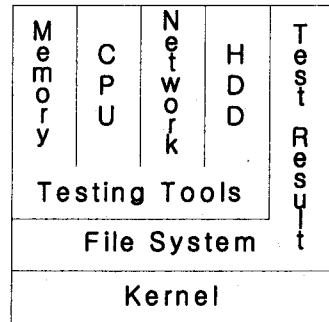 Memory
CPU
Network
HDD
Test Result
Testing Tools
File System
Kernel